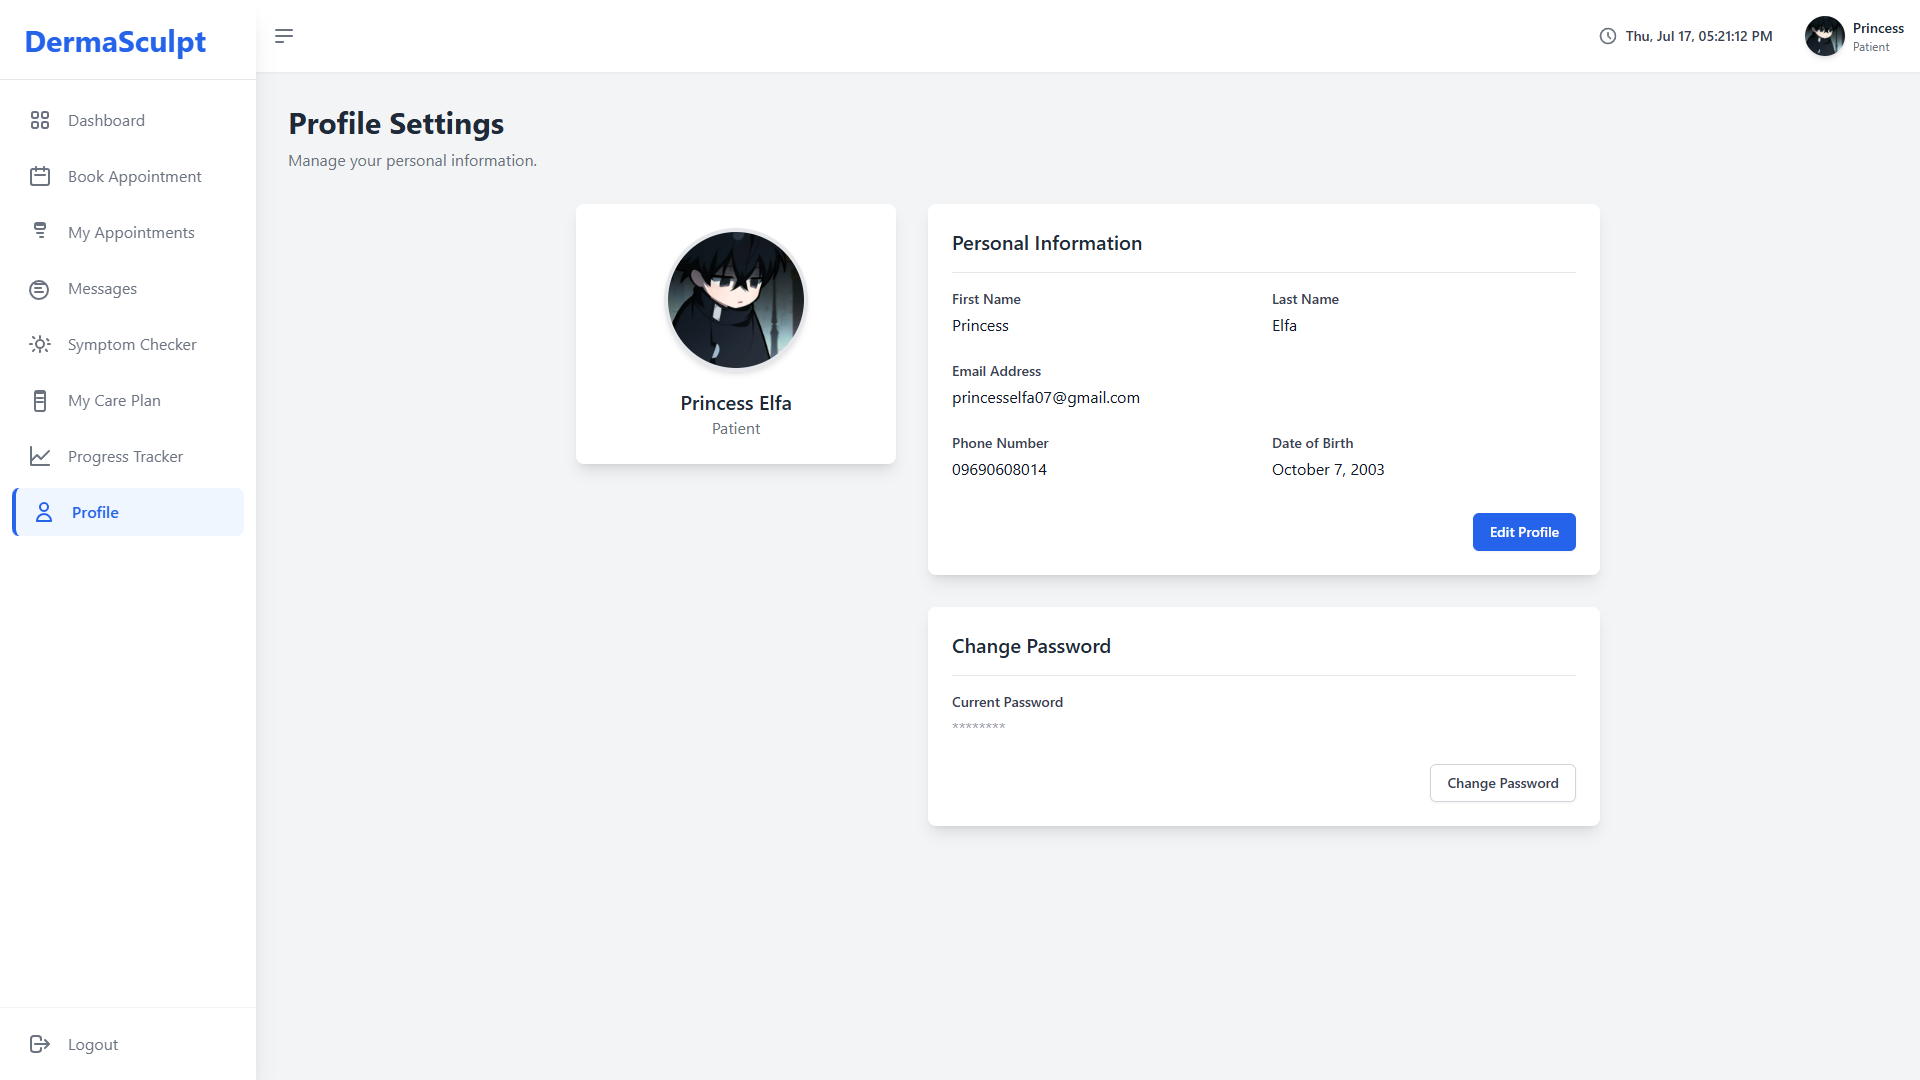 DermaSculpt
Thu, Jul 17, 05:21:12 PM
Princess
Patient
Dashboard
Book Appointment
My Appointments
Messages
Symptom Checker
My Care Plan
Progress Tracker
Profile
Logout
Profile Settings
Manage your personal information.
Princess Elfa
Patient
Personal Information
First Name
Princess
Last Name
Elfa
Email Address
princesselfa07@gmail.com
Phone Number
09690608014
Date of Birth
October 7, 2003
Edit Profile
Change Password
Current Password
********
Change Password